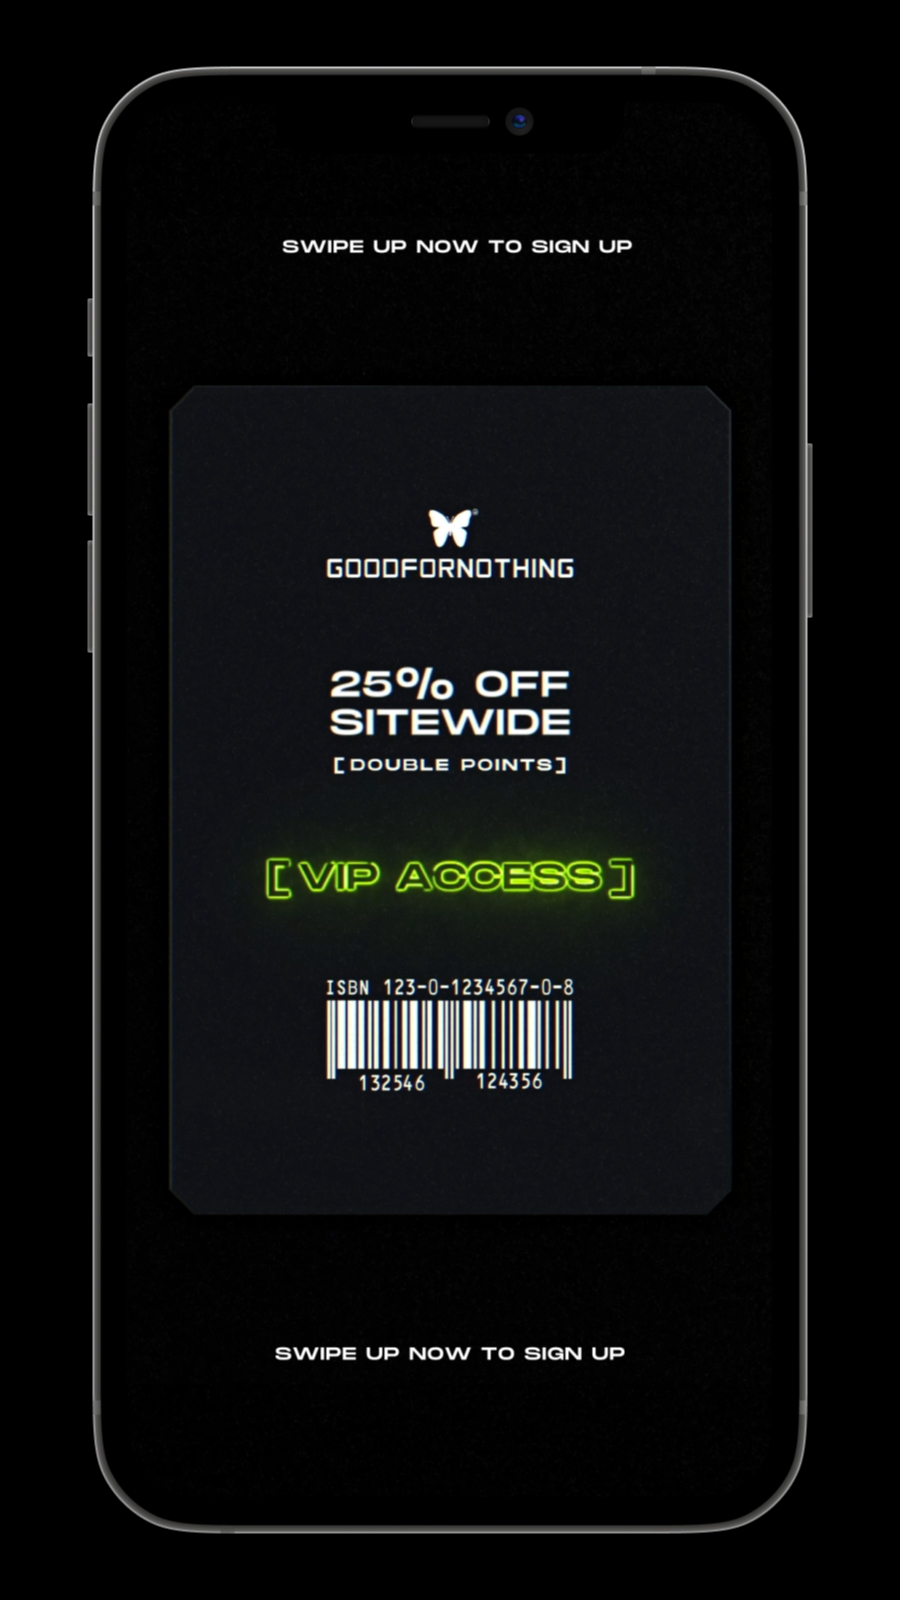 SWIPE UP NOW TO SIGN UP
GOODFORNOTHING
25% OFF
SITEWIDE
[DOUBLE POINTS]
[VIP ACCESS]
ISBN 123-0-1234567-0-8
132546 124356
SWIPE UP NOW TO SIGN UP